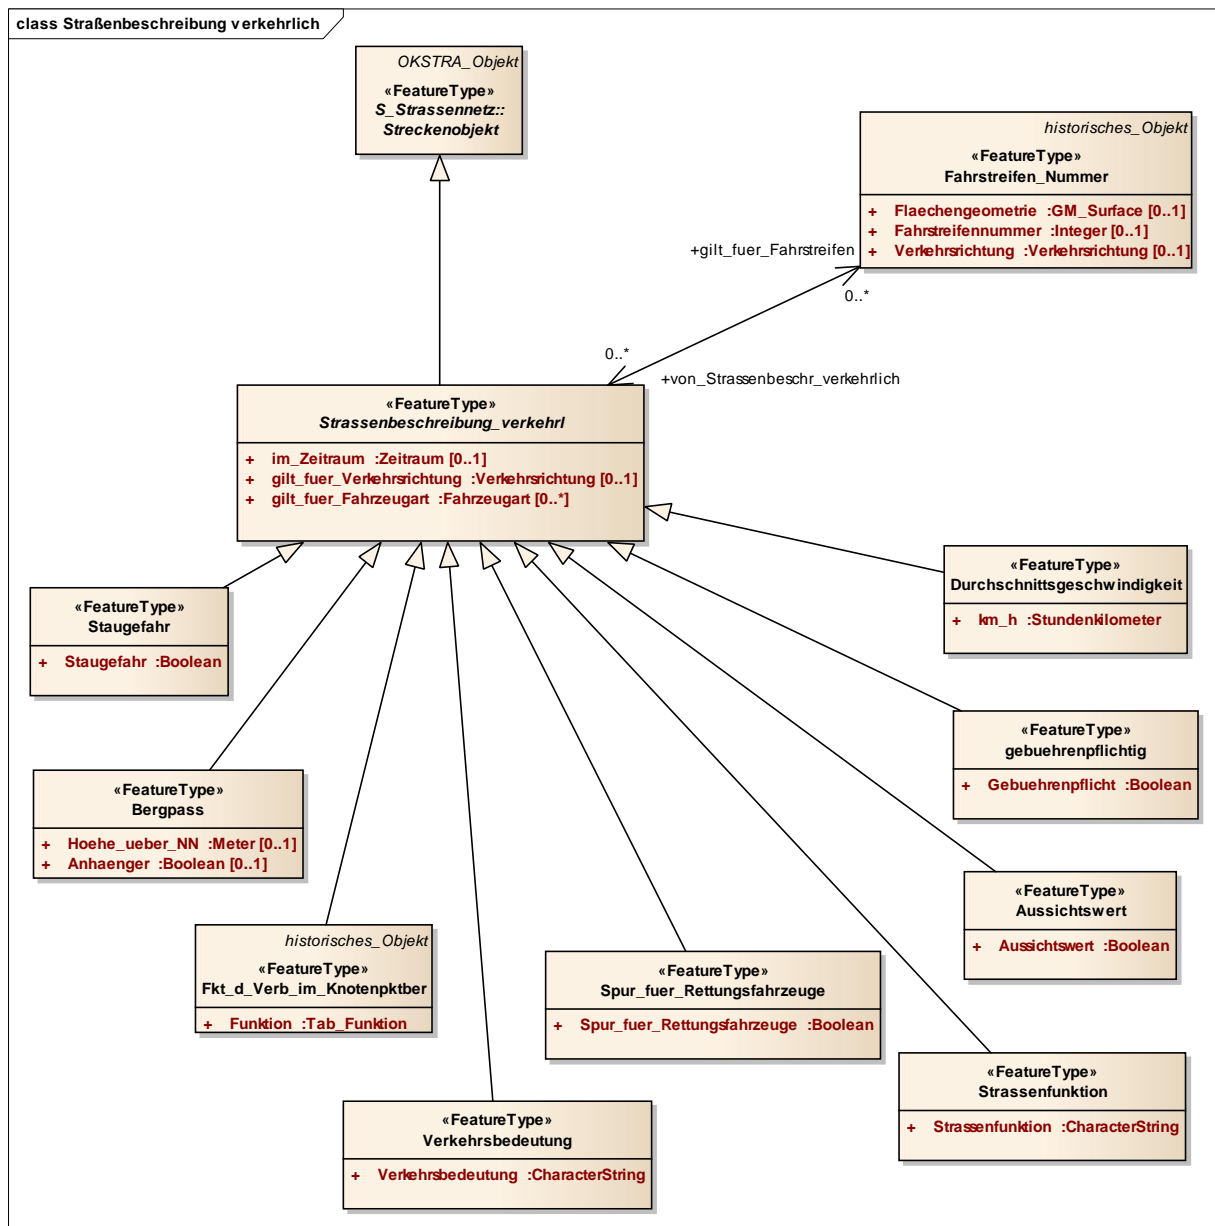 class Straßenbeschreibung verkehrlich
OKSTRA_Objekt
«FeatureType»
S_Strassennetz::
Streckenobjekt
historisches_Objekt
«FeatureType»
Fahrstreifen_Nummer
+ Flaechengeometrie :GM_Surface [0..1]
+ Fahrstreifennummer :Integer [0..1]
+ Verkehrsrichtung :Verkehrsrichtung [0..1]
+gilt_fuer_Fahrstreifen
0..*
0..*
+von_Strassenbeschr_verkehrlich
«FeatureType»
Strassenbeschreibung_verkehrl
+ im_Zeitraum :Zeitraum [0..1]
+ gilt_fuer_Verkehrsrichtung :Verkehrsrichtung [0..1]
+ gilt_fuer_Fahrzeugart :Fahrzeugart [0..*]
«FeatureType»
Durchschnittsgeschwindigkeit
+ km_h :Stundenkilometer
«FeatureType»
Staugefahr
+ Staugefahr :Boolean
«FeatureType»
gebuehrenpflichtig
+ Gebuehrenpflicht :Boolean
«FeatureType»
Bergpass
+ Hoehe_ueber_NN :Meter [0..1]
+ Anhaenger :Boolean [0..1]
«FeatureType»
Aussichtswert
+ Aussichtswert :Boolean
historisches_Objekt
«FeatureType»
Fkt_d_Verb_im_Knotenpktber
+ Funktion :Tab_Funktion
«FeatureType»
Spur_fuer_Rettungsfahrzeuge
+ Spur_fuer_Rettungsfahrzeuge :Boolean
«FeatureType»
Strassenfunktion
+ Strassenfunktion :CharacterString
«FeatureType»
Verkehrsbedeutung
+ Verkehrsbedeutung :CharacterString